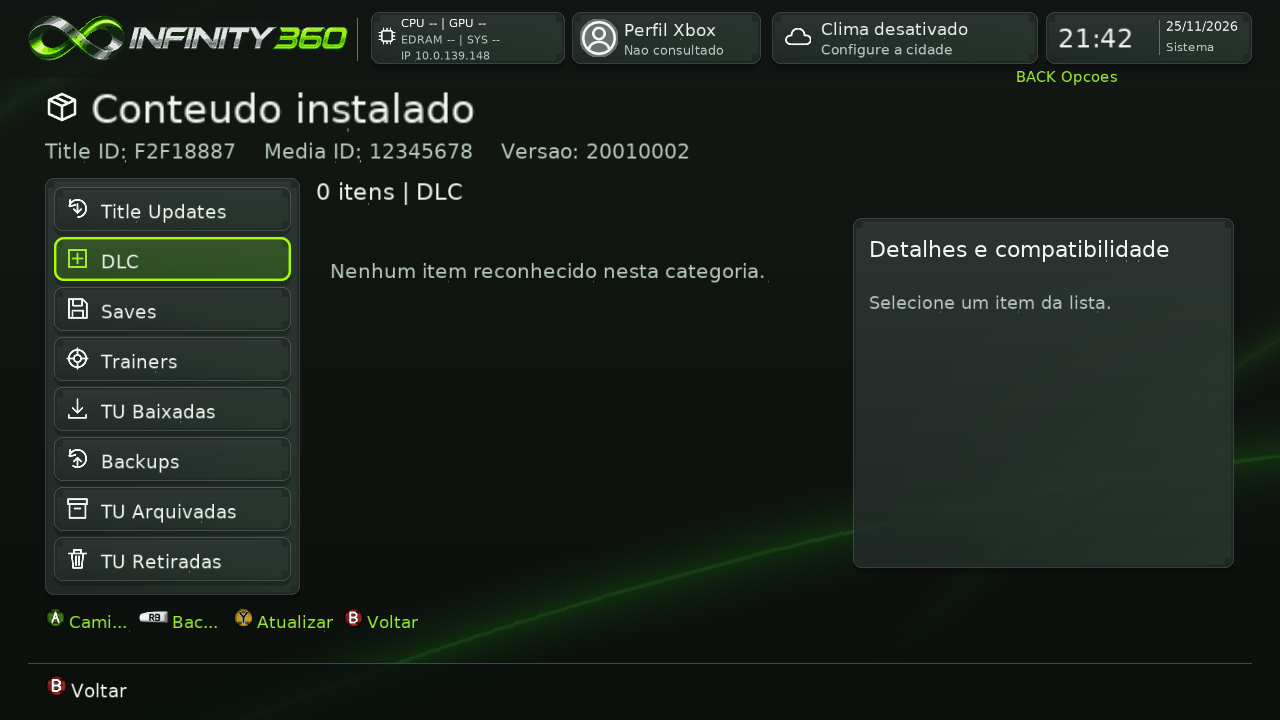 INFINITY 360
CPU -- | GPU --
EDRAM -- | SYS --
IP 10.0.139.148
Perfil Xbox
Nao consultado
Clima desativado
Configure a cidade
21:42
25/11/2026
Sistema
BACK Opcoes
Conteudo instalado
Title ID: F2F18887 Media ID: 12345678 Versao: 20010002
Title Updates
DLC
Saves
Trainers
TU Baixadas
Backups
TU Arquivadas
TU Retiradas
0 itens | DLC
Nenhum item reconhecido nesta categoria.
Detalhes e compatibilidade
Selecione um item da lista.
A Cami... RB Bac... Y Atualizar B Voltar
B Voltar